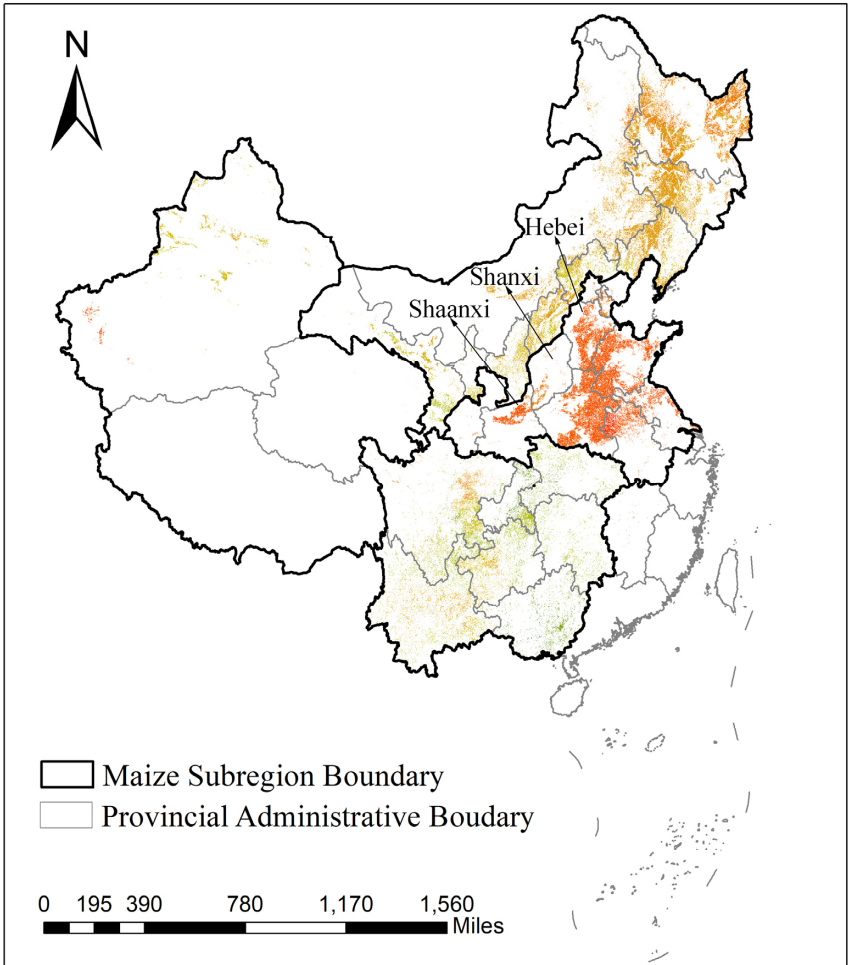 N
Hebei
Shanxi
Shaanxi
Maize Subregion Boundary
Provincial Administrative Boudary
0 195 390 780 1,170 1,560
Miles